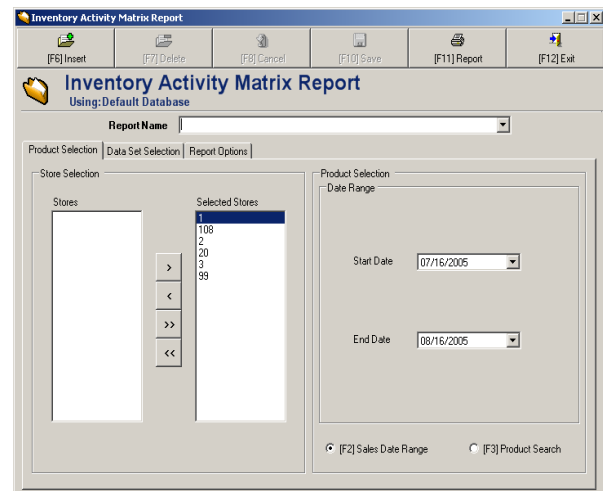 Inventory Activity Matrix Report
[F6] Insert [F7] Delete [F8] Cancel [F10] Save [F11] Report [F12] Exit
Inventory Activity Matrix Report
Using:Default Database
Report Name
Product Selection Data Set Selection Report Options
Store Selection
Stores
Selected Stores
1
108
2
20
3
99
>
<
>>
<<
Product Selection
Date Range
Start Date 07/16/2005
End Date 08/16/2005
[F2] Sales Date Range [F3] Product Search